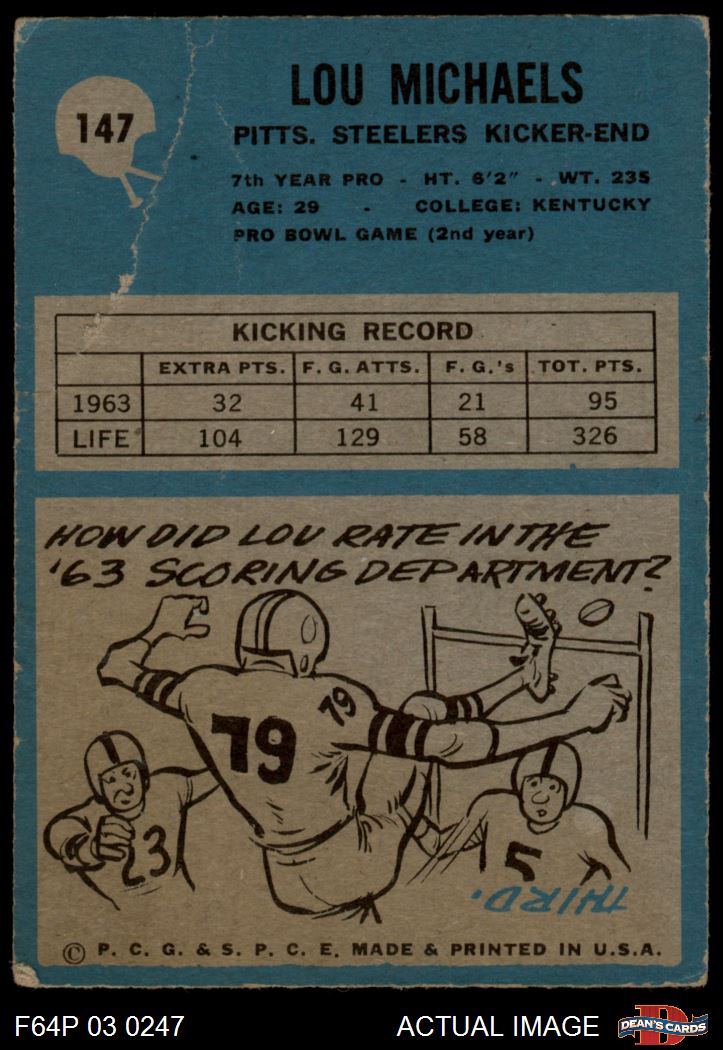 147
LOU MICHAELS
PITTS. STEELERS KICKER-END
7th YEAR PRO - HT. 6'2" - WT. 235
AGE: 29 - COLLEGE: KENTUCKY
PRO BOWL GAME (2nd year)
KICKING RECORD
EXTRA PTS. F. G. ATTS. F. G.'s TOT. PTS.
1963 32 41 21 95
LIFE 104 129 58 326
HOW DID LOU RATE IN THE
'63 SCORING DEPARTMENT?
79
79
23
5
THIRD.
© P. C. G. & S. P. C. E. MADE & PRINTED IN U.S.A.
F64P 03 0247 ACTUAL IMAGE
D
DEAN'S CARDS